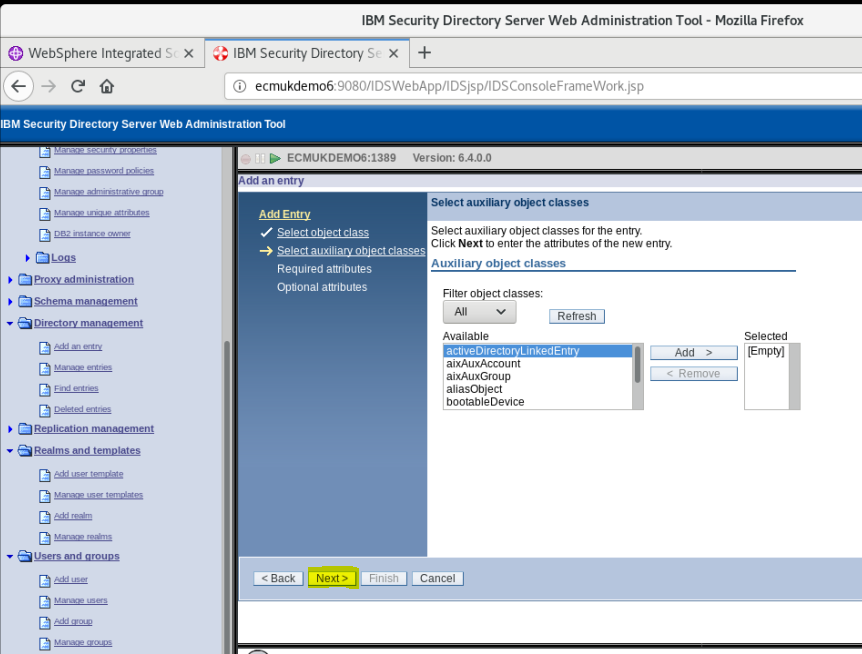 IBM Security Directory Server Web Administration Tool - Mozilla Firefox
WebSphere Integrated
IBM Security Directory Se
ecmukdemo6:9080/IDSWebApp/IDSjsp/IDSConsoleFrameWork.jsp
IBM Security Directory Server Web Administration Tool
Manage security properties
Manage password policies
Manage administrative group
Manage unique attributes
DB2 instance owner
Logs
Proxy administration
Schema management
Directory management
Add an entry
Manage entries
Find entries
Deleted entries
Replication management
Realms and templates
Add user template
Manage user templates
Add realm
Manage realms
Users and groups
Add user
Manage users
Add group
Manage groups
ECMUKDEMO6:1389 Version: 6.4.0.0
Add an entry
Add Entry
Select object class
Select auxiliary object classes
Required attributes
Optional attributes
Select auxiliary object classes
Select auxiliary object classes for the entry.
Click Next to enter the attributes of the new entry.
Auxiliary object classes
Filter object classes:
All
Refresh
Available
activeDirectoryLinkedEntry
aixAuxAccount
aixAuxGroup
aliasObject
bootableDevice
Add >
< Remove
Selected
[Empty]
< Back Next > Finish Cancel